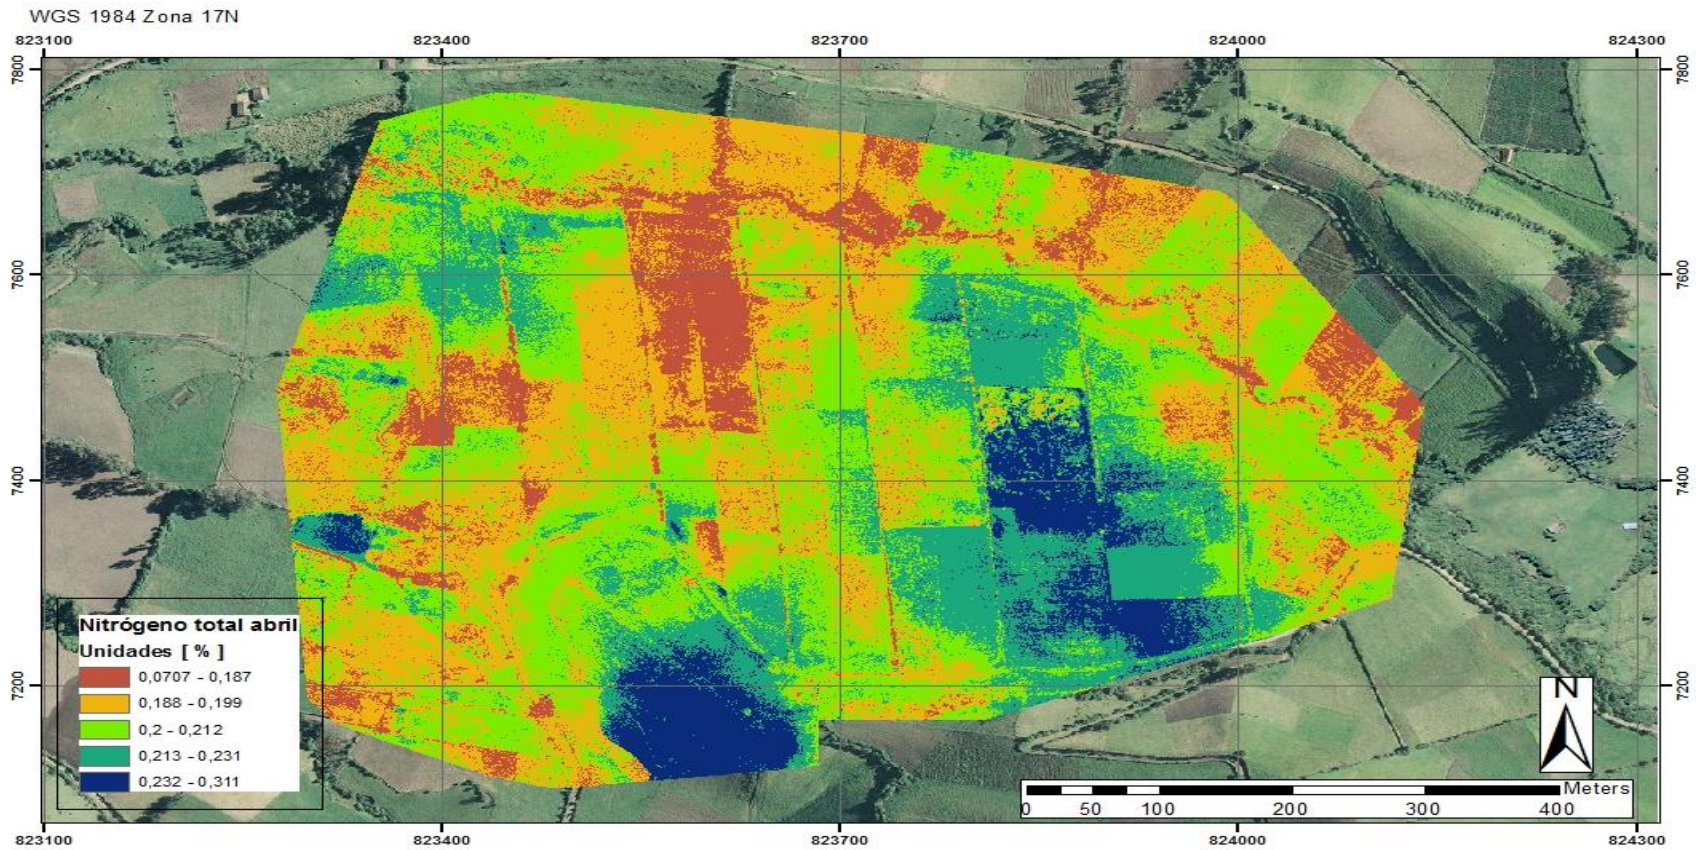 WGS 1984 Zona 17N
823100 823400 823700 824000 824300
7800 7800
7600 7600
7400 7400
7200 7200
Nitrógeno total abril
Unidades [ % ]
0,0707 - 0,187
0,188 - 0,199
0,2 - 0,212
0,213 - 0,231
0,232 - 0,311
N
Meters
0 50 100 200 300 400
823100 823400 823700 824000 824300